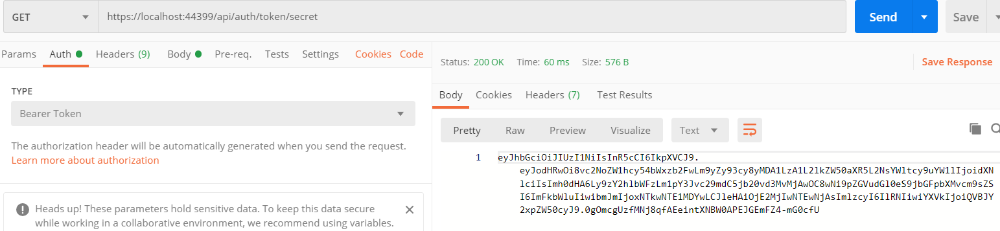 GET
https://localhost:44399/api/auth/token/secret
Send
Save
Params
Auth
Headers (9)
Body
Pre-req.
Tests
Settings
Cookies
Code
TYPE
Bearer Token
The authorization header will be automatically generated when you send the request.
Learn more about authorization
Heads up! These parameters hold sensitive data. To keep this data secure
while working in a collaborative environment, we recommend using variables.
Status: 200 OK
Time: 60 ms
Size: 576 B
Save Response
Body
Cookies
Headers (7)
Test Results
Pretty
Raw
Preview
Visualize
Text
1
eyJhbGciOiJIUzI1NiIsInR5cCI6IkpXVCJ9.
eyJodHRwOi8vc2NoZW1hcy54bWxzb2FwLm9yZy93cy8yMDA1LzA1L2lkZW50aXR5L2NsYWltcy9uYW1lIjoidXN
lciIsImh0dHA6Ly9zY2hlbWFzLm1pY3Jvc29mdC5jb20vd3MvMjAwOC8wNi9pZGVudGl0eS9jbGFpbXMvcm9sZS
I6ImFkbWluIiwibmJmIjoxNTkwNTE1MDYwLCJleHAiOjE2MjIwNTEwNjAsImlzcyI6IlRNIiwiYXVkIjoiQVBJY
2xpZW50cyJ9.0gOmcgUzfMNj8qfAEeintXNBW0APEJGEmFZ4-mG0cfU